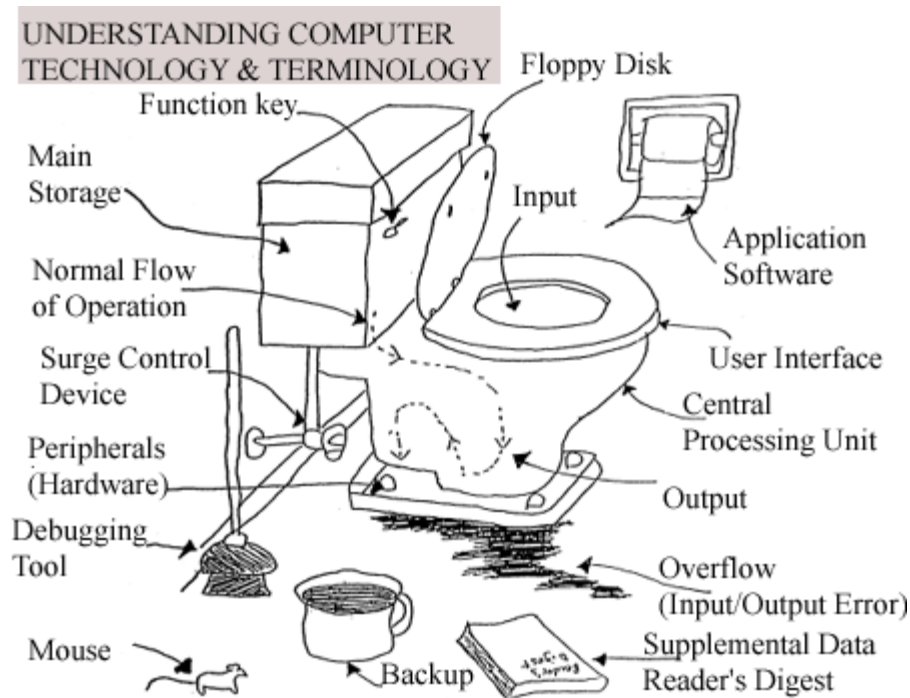 UNDERSTANDING COMPUTER
TECHNOLOGY & TERMINOLOGY
Floppy Disk
Function key
Main
Storage
Input
Application
Software
Normal Flow
of Operation
User Interface
Surge Control
Device
Central
Processing Unit
Peripherals
(Hardware)
Output
Debugging
Tool
Overflow
(Input/Output Error)
Mouse
Backup
Reader's
Digest
Supplemental Data
Reader's Digest